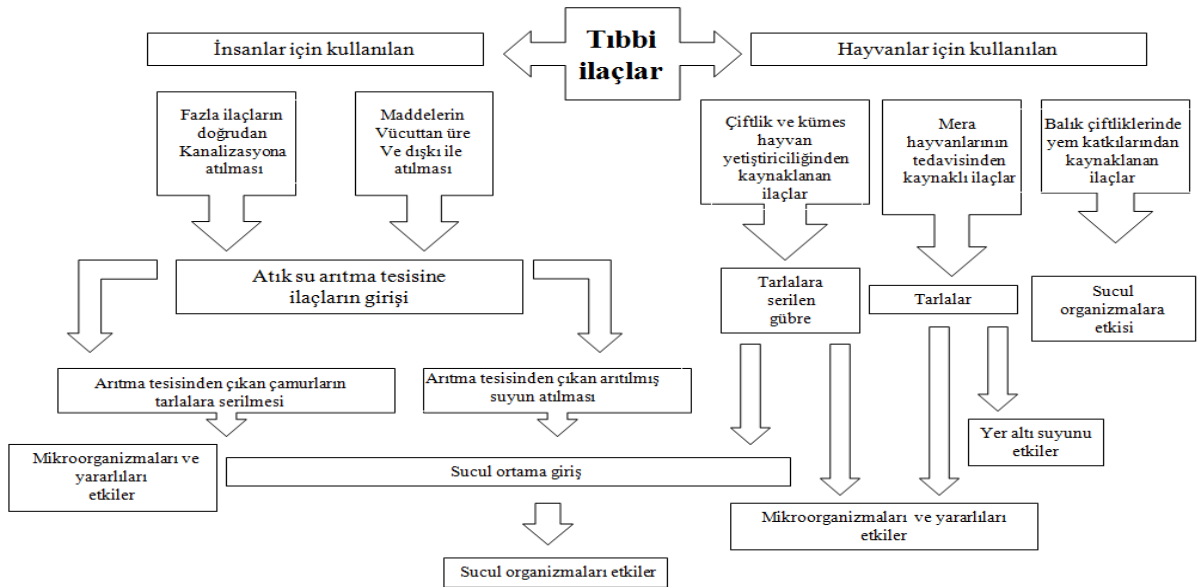 İnsanlar için kullanılan
Tıbbi
ilaçlar
Hayvanlar için kullanılan
Fazla ilaçların
doğrudan
Kanalizasyona
atılması
Maddelerin
Vücuttan üre
Ve dışkı ile
atılması
Çiftlik ve kümes
hayvan
yetiştiriciliğinden
kaynaklanan
ilaçlar
Mera
hayvanlarının
tedavisinden
kaynaklı ilaçlar
Balık çiftliklerinde
yem katkılarından
kaynaklanan
ilaçlar
Atık su arıtma tesisine
ilaçların girişi
Tarlalara
serilen
gübre
Tarlalar
Sucul
organizmalara
etkisi
Arıtma tesisinden çıkan çamurların
tarlalara serilmesi
Arıtma tesisinden çıkan arıtılmış
suyun atılması
Yer altı suyunu
etkiler
Mikroorganizmaları ve
yararlıları
etkiler
Sucul ortama giriş
Mikroorganizmaları ve yararlıları
etkiler
Sucul organizmaları etkiler